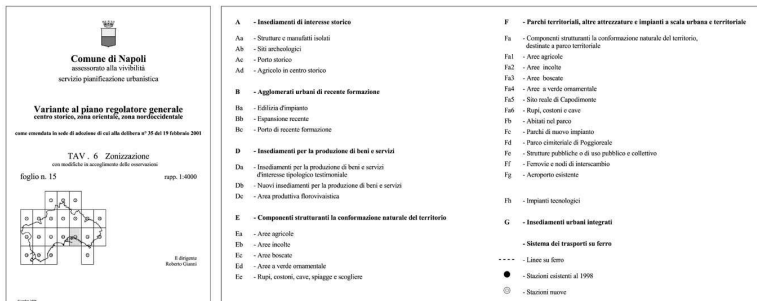 Comune di Napoli
assessorato alla vivibilità
servizio pianificazione urbanistica
Variante al piano regolatore generale
centro storico, zona orientale, zona nordoccidentale
come emendata in sede di adozione di cui alla delibera n° 35 del 19 febbraio 2001
TAV . 6 Zonizzazione
con modifiche in accoglimento delle osservazioni
foglio n. 15 rapp. 1:4000
Il dirigente
Roberto Gianni
A - Insediamenti di interesse storico
Aa - Strutture e manufatti isolati
Ab - Siti archeologici
Ac - Porto storico
Ad - Agricolo in centro storico
B - Agglomerati urbani di recente formazione
Ba - Edilizia d'impianto
Bb - Espansione recente
Bc - Porto di recente formazione
D - Insediamenti per la produzione di beni e servizi
Da - Insediamenti per la produzione di beni e servizi
d'interesse tipologico testimoniale
Db - Nuovi insediamenti per la produzione di beni e servizi
Dc - Area produttiva florovivaistica
E - Componenti strutturanti la conformazione naturale del territorio
Ea - Aree agricole
Eb - Aree incolte
Ec - Aree boscate
Ed - Aree a verde ornamentale
Ee - Rupi, costoni, cave, spiagge e scogliere
F - Parchi territoriali, altre attrezzature e impianti a scala urbana e territoriale
Fa - Componenti strutturanti la conformazione naturale del territorio,
destinate a parco territoriale
Fa1 - Aree agricole
Fa2 - Aree incolte
Fa3 - Aree boscate
Fa4 - Aree a verde ornamentale
Fa5 - Sito reale di Capodimonte
Fa6 - Rupi, costoni e cave
Fb - Abitati nel parco
Fc - Parchi di nuovo impianto
Fd - Parco cimiteriale di Poggioreale
Fe - Strutture pubbliche o di uso pubblico e collettivo
Ff - Ferrovie e nodi di interscambio
Fg - Aeroporto esistente
Fh - Impianti tecnologici
G - Insediamenti urbani integrati
- Sistema dei trasporti su ferro
- Linee su ferro
- Stazioni esistenti al 1998
- Stazioni nuove